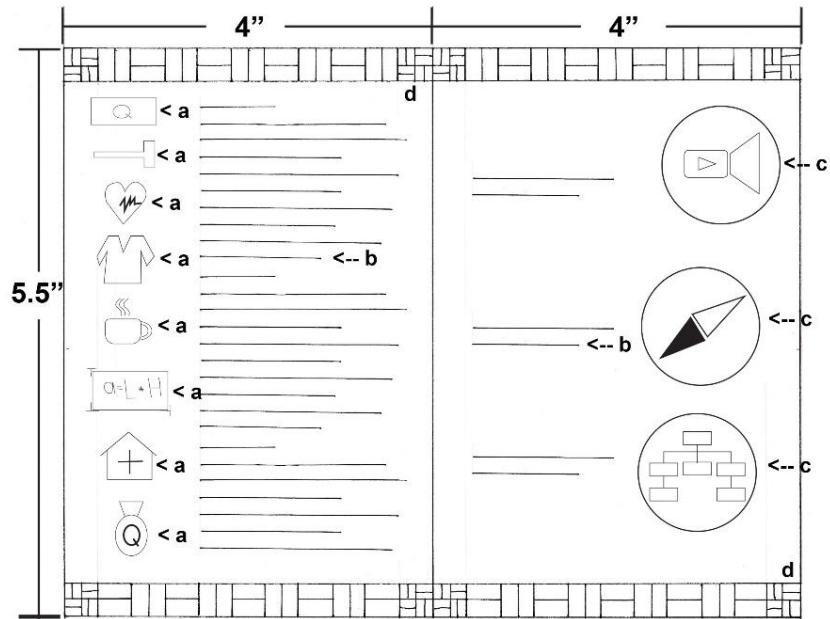 4” 4”
d
Q < a
< a
< a
< a
<-- b
5.5”
< a
a=L*H < a
< a
Q < a
<-- c
<-- c
<-- b
<-- c
d